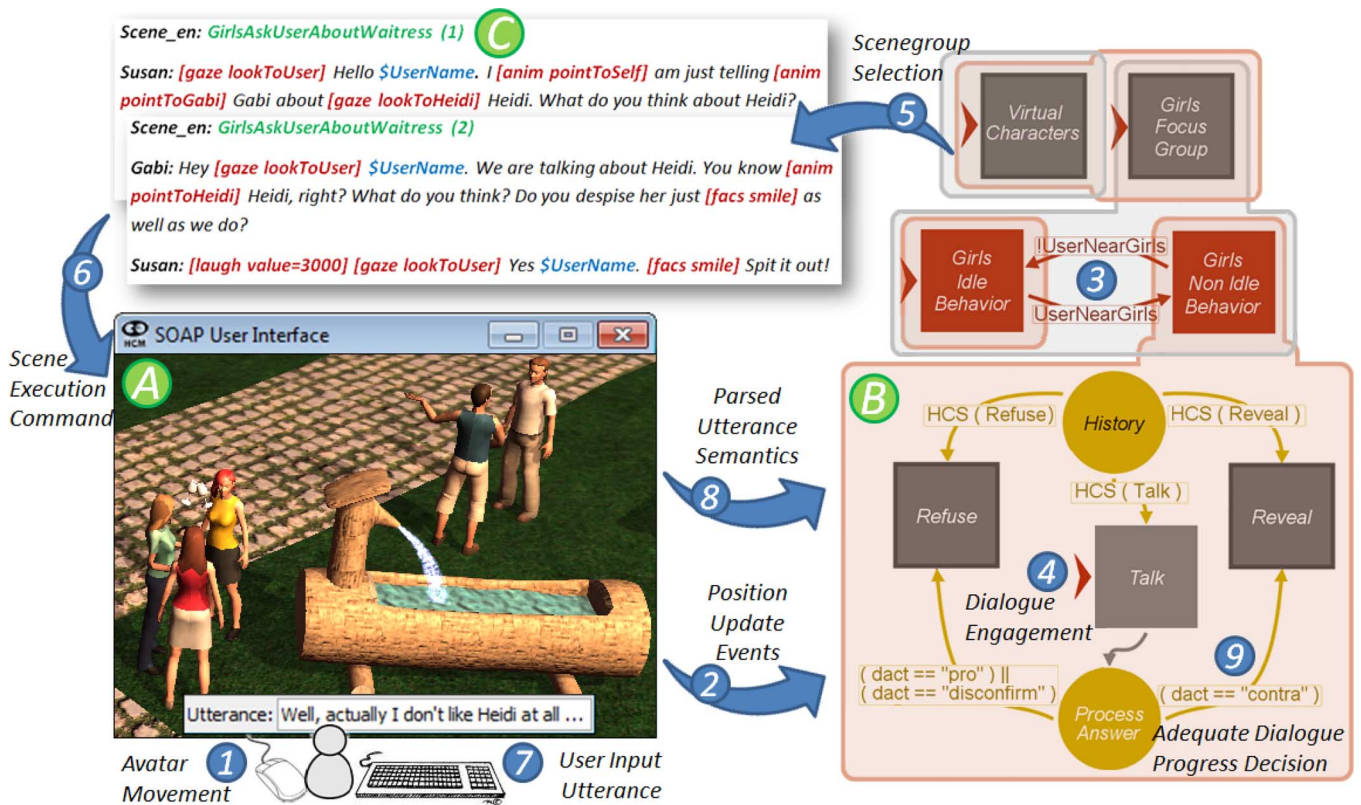 Scene_en: GirlsAskUserAboutWaitress (1)
C
Susan: [gaze lookToUser] Hello $UserName. I [anim pointToSelf] am just telling [anim
pointToGabi] Gabi about [gaze lookToHeidi] Heidi. What do you think about Heidi?
Scene_en: GirlsAskUserAboutWaitress (2)
Gabi: Hey [gaze lookToUser] $UserName. We are talking about Heidi. You know [anim
pointToHeidi] Heidi, right? What do you think? Do you despise her just [facs smile] as
well as we do?
Susan: [laugh value=3000] [gaze lookToUser] Yes $UserName. [facs smile] Spit it out!
Scenegroup
Selection
5
Virtual
Characters
Girls
Focus
Group
Girls
Idle
Behavior
!UserNearGirls
3
UserNearGirls
Girls
Non Idle
Behavior
6
Scene
Execution
Command
HCM
SOAP User Interface
A
Utterance: Well, actually I don't like Heidi at all ...
Avatar
Movement
1
7
User Input
Utterance
Parsed
Utterance
Semantics
8
Position
Update
Events
2
B
HCS ( Refuse)
History
HCS ( Reveal )
HCS ( Talk )
Refuse
Reveal
Talk
4
Dialogue
Engagement
9
( dact == "pro" ) ||
( dact == "disconfirm" )
( dact == "contra" )
Process
Answer
Adequate Dialogue
Progress Decision